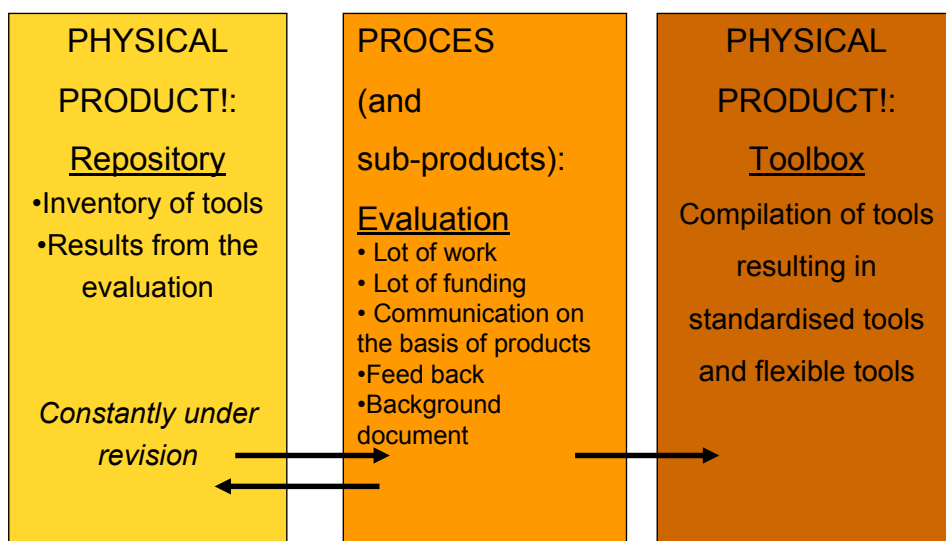 PHYSICAL
PRODUCT!:
Repository
•Inventory of tools
•Results from the
evaluation
Constantly under
revision
PROCES
(and
sub-products):
Evaluation
• Lot of work
• Lot of funding
• Communication on
the basis of products
•Feed back
•Background
document
PHYSICAL
PRODUCT!:
Toolbox
Compilation of tools
resulting in
standardised tools
and flexible tools